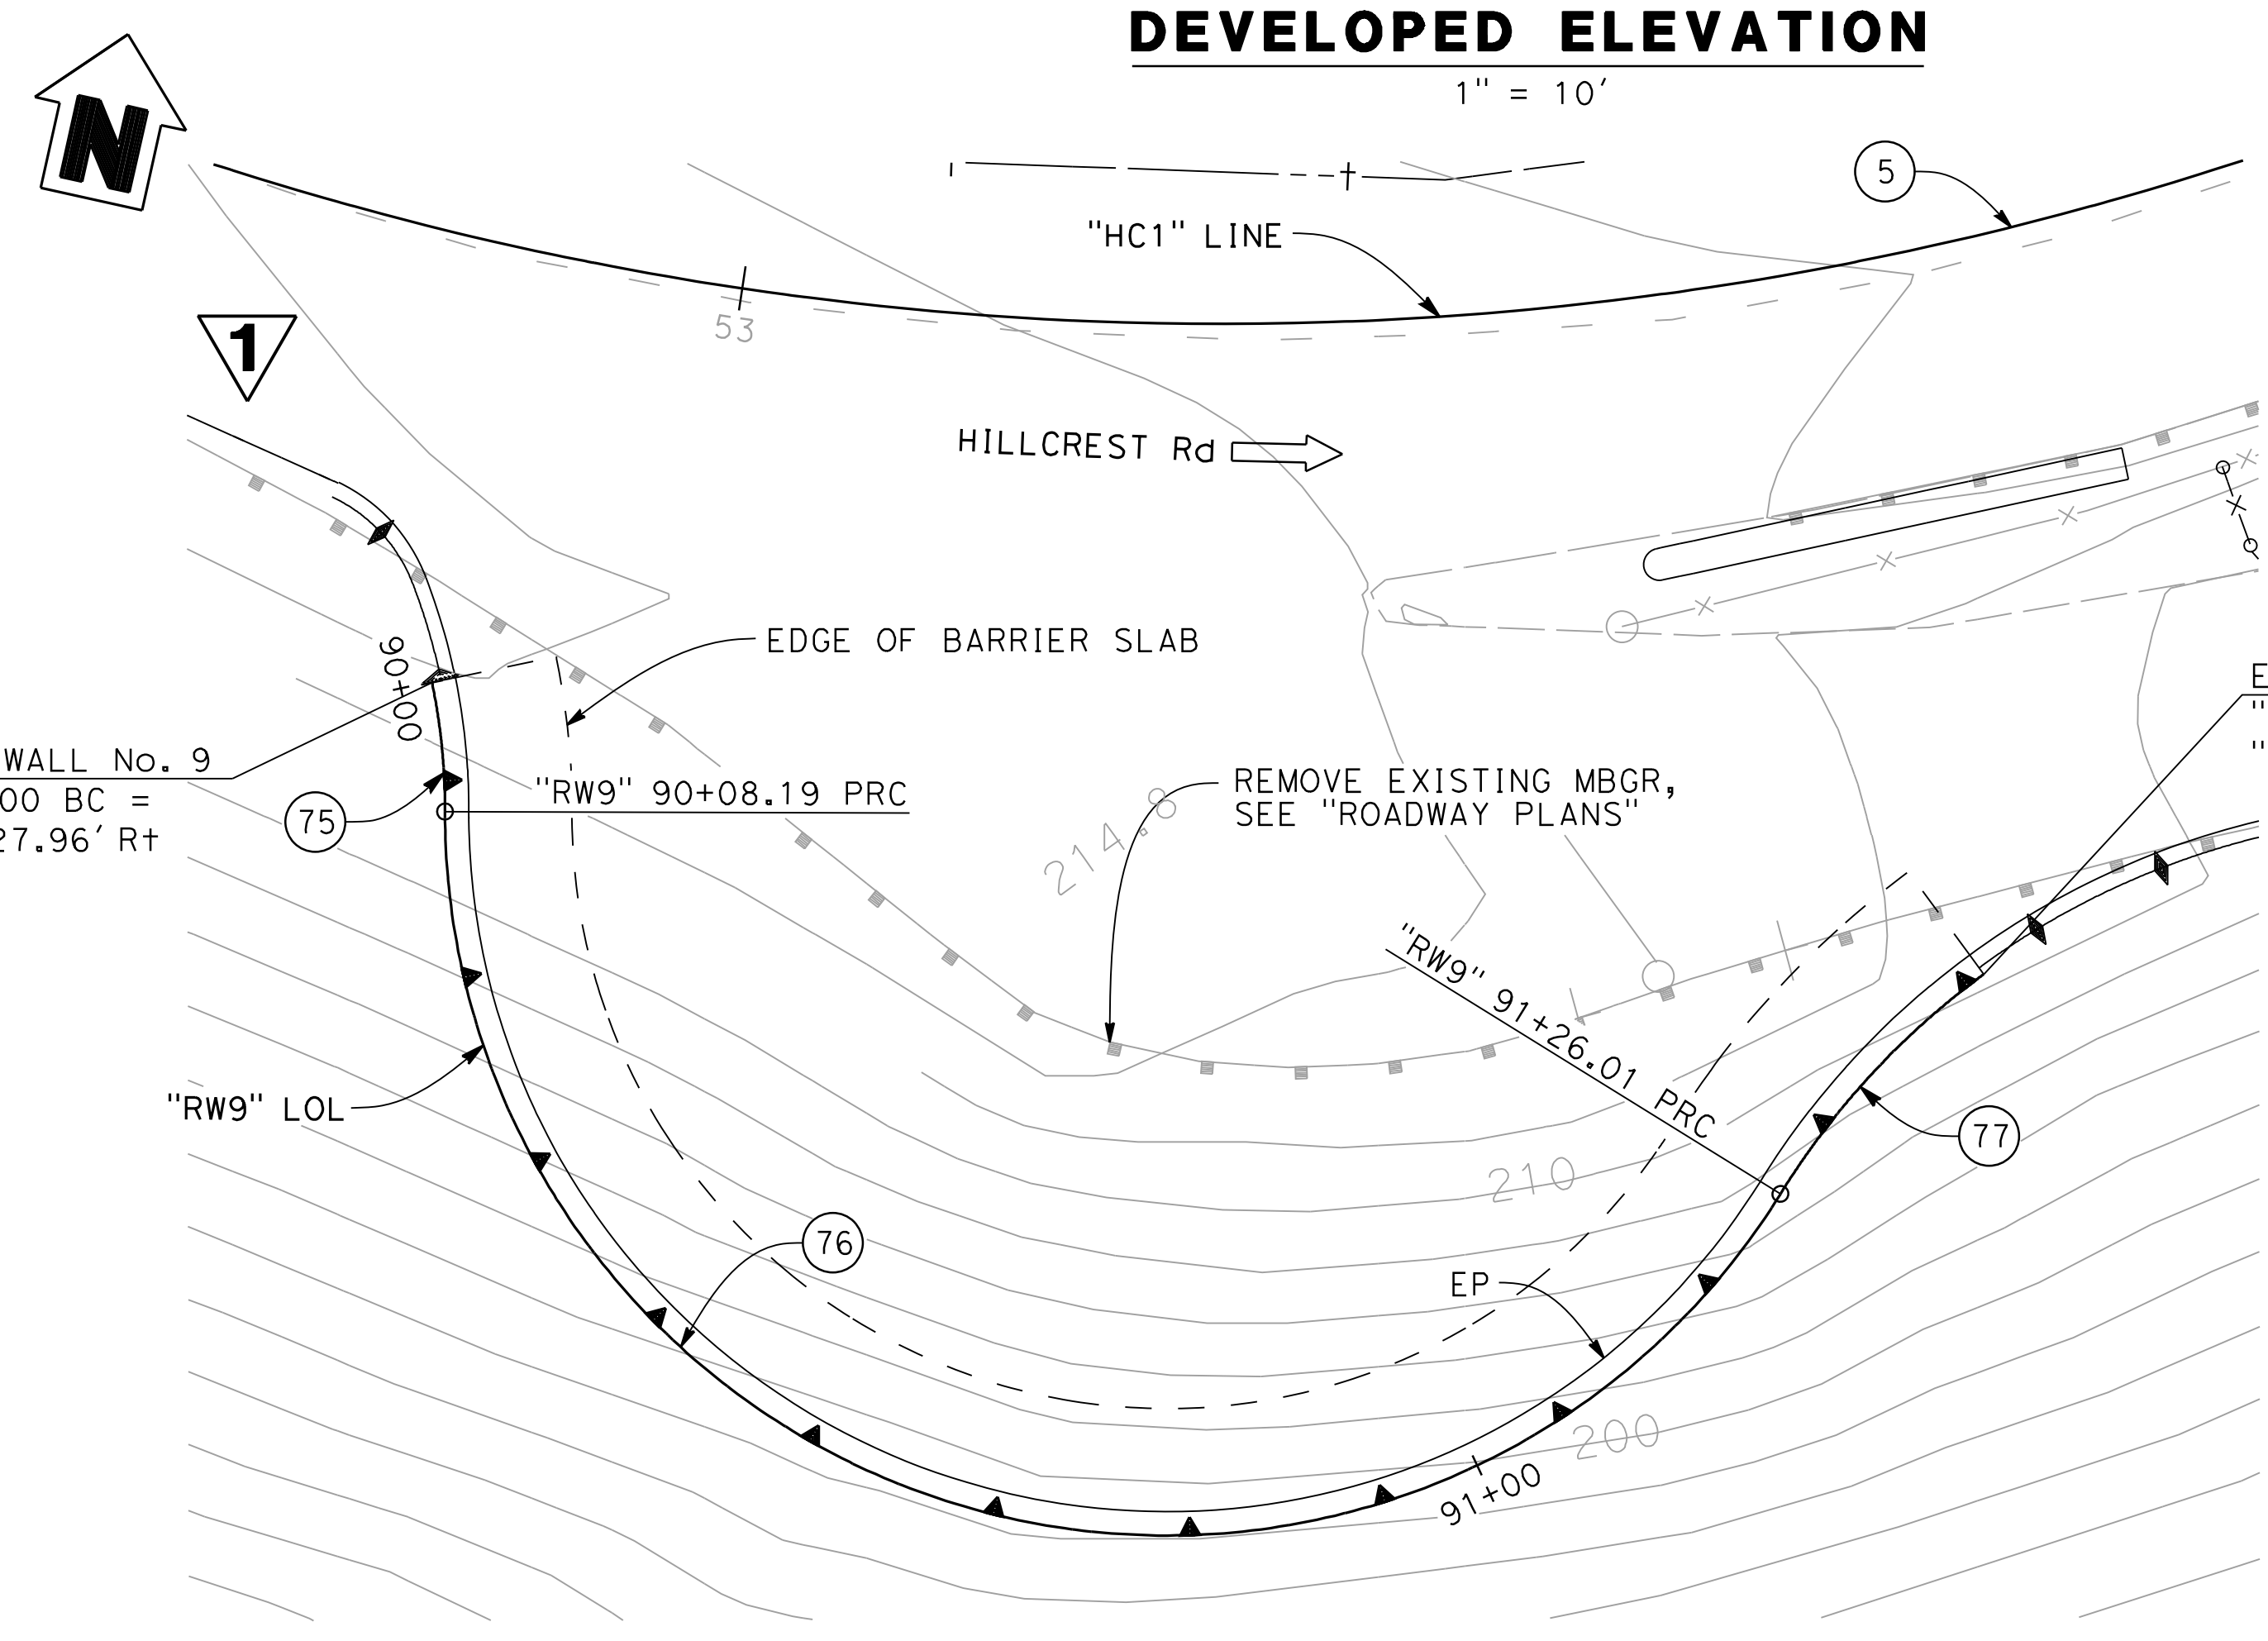 DEVELOPED ELEVATION
1" = 10'
N
5
"HC1" LINE
53
1
HILLCREST Rd
EDGE OF BARRIER SLAB
90+00
WALL No. 9
00 BC =
27.96' Rt
75
"RW9" 90+08.19 PRC
REMOVE EXISTING MBGR,
SEE "ROADWAY PLANS"
214.8
E
"
"
"RW9" 91+26.01 PRC
"RW9" LOL
77
210
76
EP
200
91+00